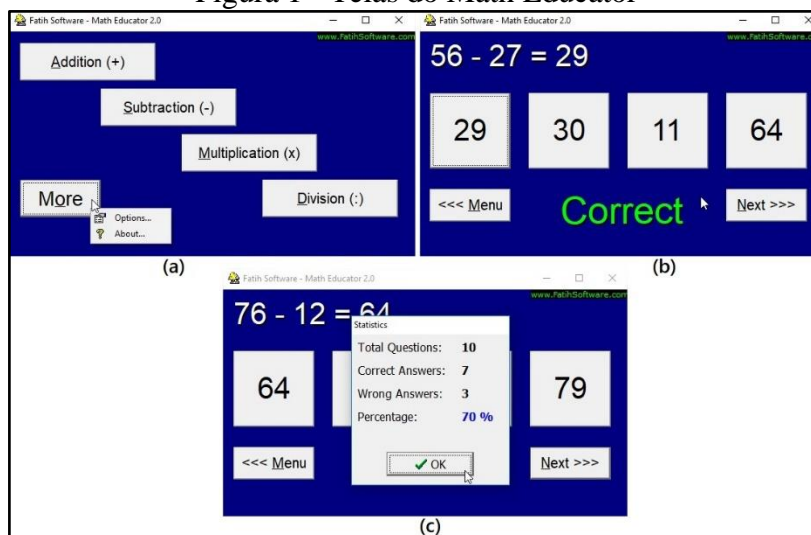 Figura 1 - Telas do Math Educator
Fatih Software - Math Educator 2.0
www.FatihSoftware.com
Addition (+)
Subtraction (-)
Multiplication (x)
More
Division (:)
Options...
About...
(a)
Fatih Software - Math Educator 2.0
www.FatihSoftware.com
56 - 27 = 29
29 30 11 64
<<< Menu
Correct
Next >>>
(b)
Fatih Software - Math Educator 2.0
www.FatihSoftware.com
76 - 12 = 64
Statistics
Total Questions: 10
Correct Answers: 7
Wrong Answers: 3
Percentage: 70 %
OK
64
79
<<< Menu
Next >>>
(c)